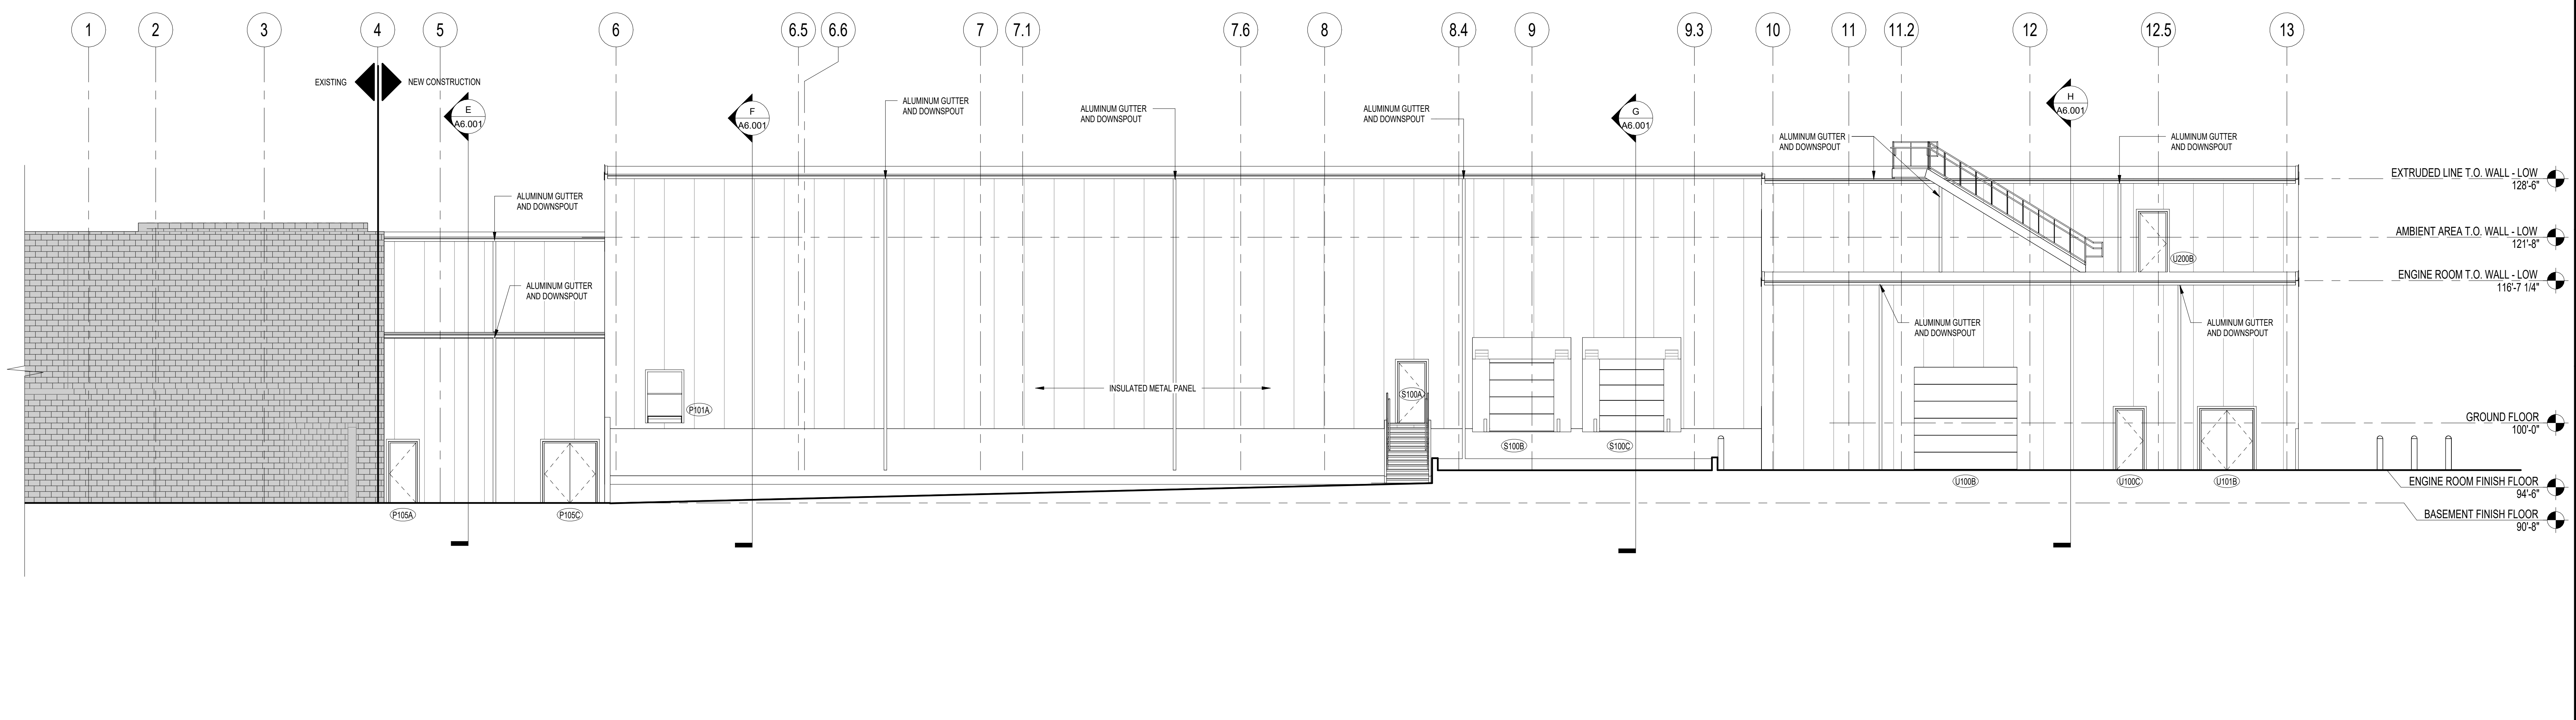 1
2
3
4
5
6
6.5
6.6
7
7.1
7.6
8
8.4
9
9.3
10
11
11.2
12
12.5
13
EXISTING
NEW CONSTRUCTION
E
A6.001
F
A6.001
G
A6.001
H
A6.001
ALUMINUM GUTTER
AND DOWNSPOUT
ALUMINUM GUTTER
AND DOWNSPOUT
ALUMINUM GUTTER
AND DOWNSPOUT
ALUMINUM GUTTER
AND DOWNSPOUT
ALUMINUM GUTTER
AND DOWNSPOUT
EXTRUDED LINE T.O. WALL - LOW
128'-6"
ALUMINUM GUTTER
AND DOWNSPOUT
AMBIENT AREA T.O. WALL - LOW
121'-8"
U200B
ENGINE ROOM T.O. WALL - LOW
116'-7 1/4"
ALUMINUM GUTTER
AND DOWNSPOUT
ALUMINUM GUTTER
AND DOWNSPOUT
ALUMINUM GUTTER
AND DOWNSPOUT
INSULATED METAL PANEL
S100A
P101A
GROUND FLOOR
100'-0"
S100B
S100C
U100B
U100C
U101B
ENGINE ROOM FINISH FLOOR
94'-6"
P105A
P105C
BASEMENT FINISH FLOOR
90'-8"